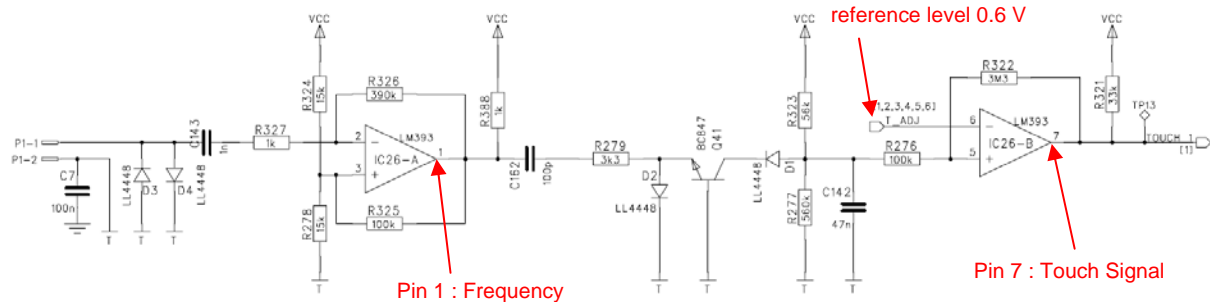 reference level 0.6 V
VCC
VCC
VCC
VCC
R324
15k
R326
390k
R388
1k
R323
56k
[1,2,3,4,5,6]
T_ADJ
R322
3M3
R321
33k
TP13
P1-1
P1-2
C143
1n
R327
1k
2
3
LM393
IC26-A
1
C162
100p
R279
3k3
BC847
Q41
LL4448
D1
R276
100k
6
5
LM393
IC26-B
7
TOUCH_1
[1]
C7
100n
LL4448
D3
D4
LL4448
R278
15k
R325
100k
D2
LL4448
R277
560k
C142
47n
T
T
T
T
T
T
T
T
T
Pin 1 : Frequency
Pin 7 : Touch Signal